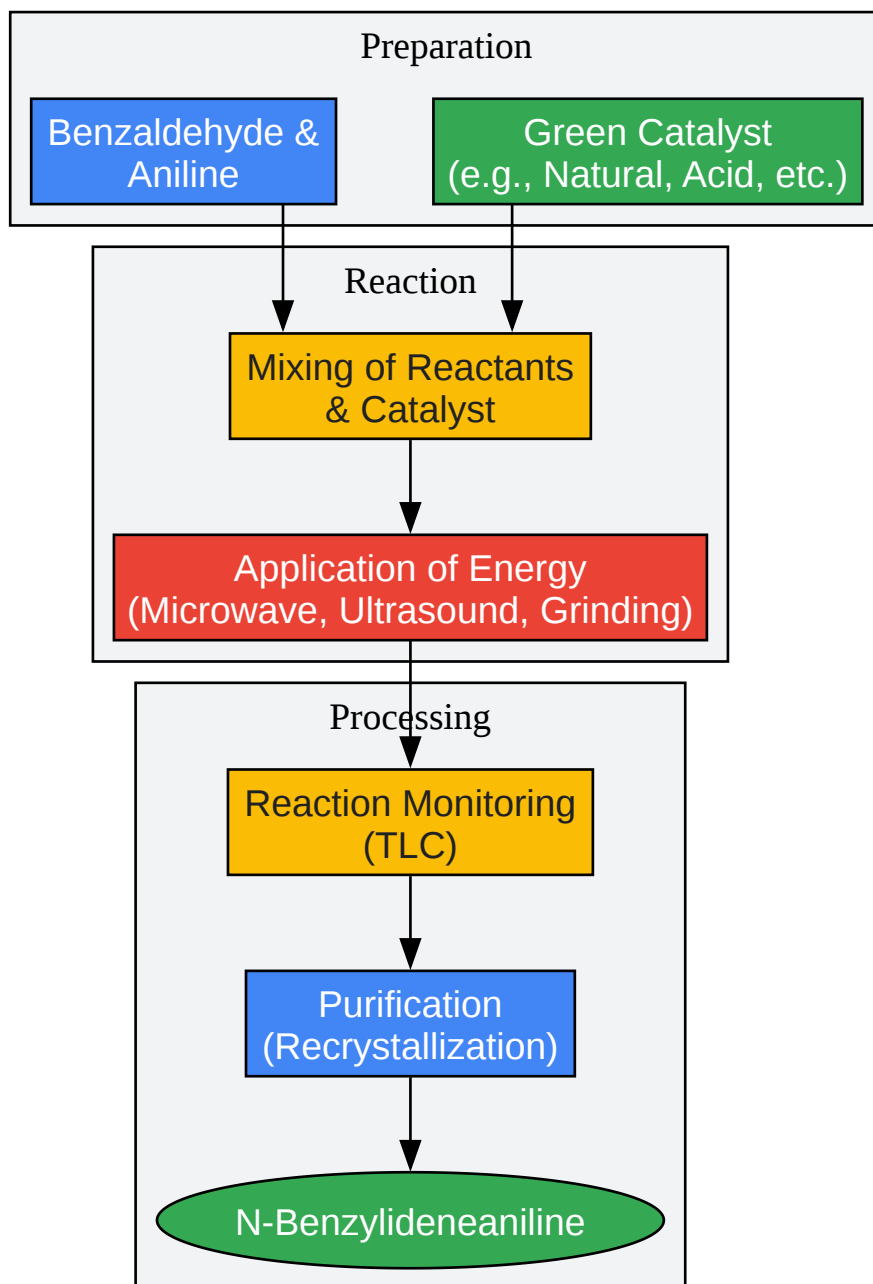 Preparation
Benzaldehyde &
Aniline
Green Catalyst
(e.g., Natural, Acid, etc.)
Reaction
Mixing of Reactants
& Catalyst
Application of Energy
(Microwave, Ultrasound, Grinding)
Processing
Reaction Monitoring
(TLC)
Purification
(Recrystallization)
N-Benzylideneaniline